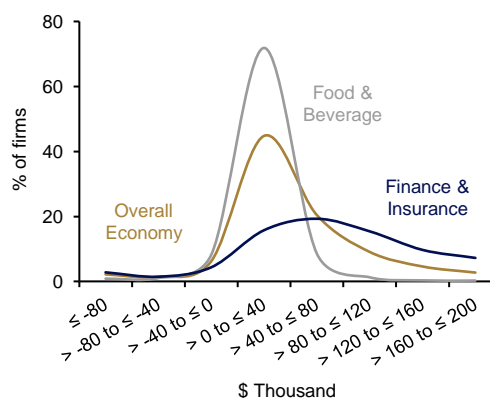 80
60
40
20
0
% of firms
Food &
Beverage
Finance &
Insurance
Overall
Economy
≤ -80
> -80 to ≤ -40
> -40 to ≤ 0
> 0 to ≤ 40
> 40 to ≤ 80
> 80 to ≤ 120
> 120 to ≤ 160
> 160 to ≤ 200
$ Thousand